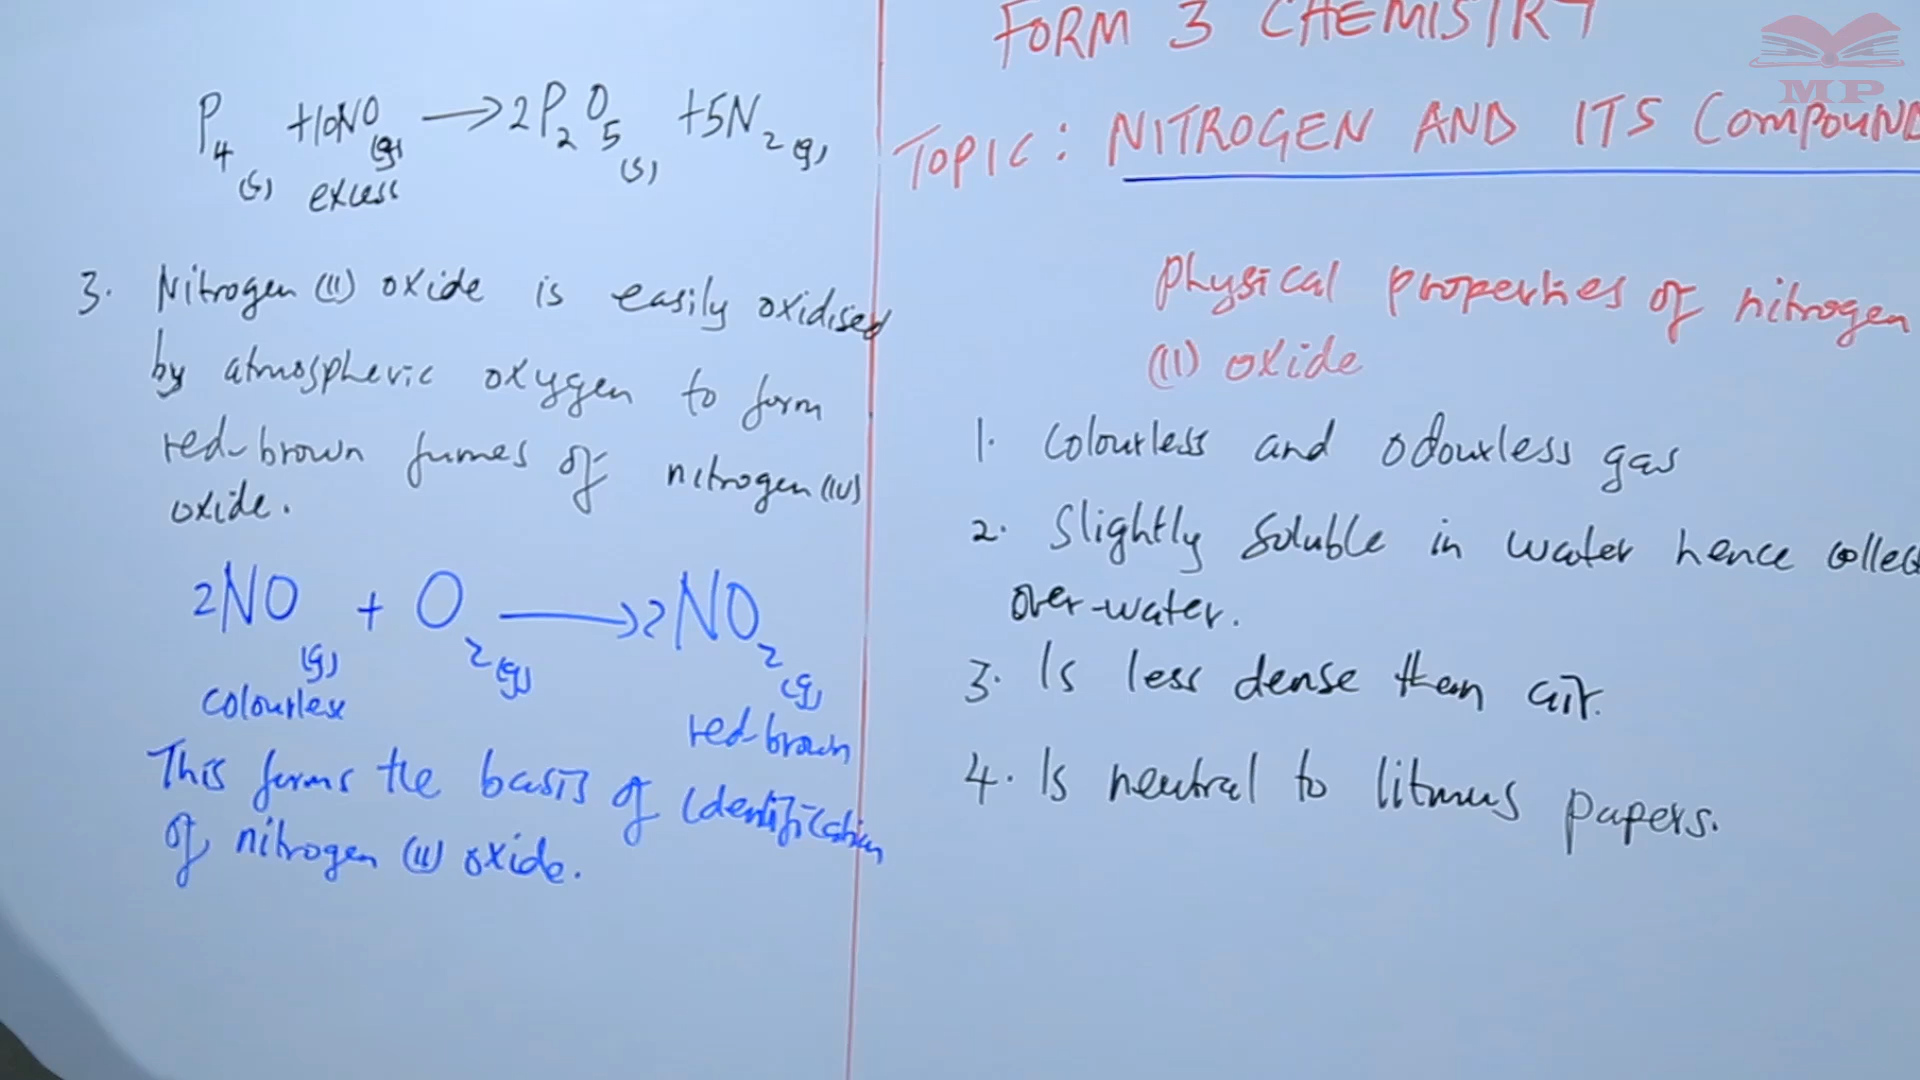 P4(s) +10NO(g) → 2P2O5(s) +5N2(g)
excess
3. Nitrogen (II) oxide is easily oxidised
by atmospheric oxygen to form
red-brown fumes of nitrogen (IV)
oxide.
2NO(g) + O2(g) → 2NO2(g)
colourless
red-brown
This forms the basis of identification
of nitrogen (II) oxide.
FORM 3 CHEMISTRY
TOPIC: NITROGEN AND ITS COMPOUND
Physical properties of nitrogen
(II) oxide
1. Colourless and odourless gas
2. Slightly soluble in water hence collect
over-water.
3. Is less dense than air.
4. Is neutral to litmus papers.
MP